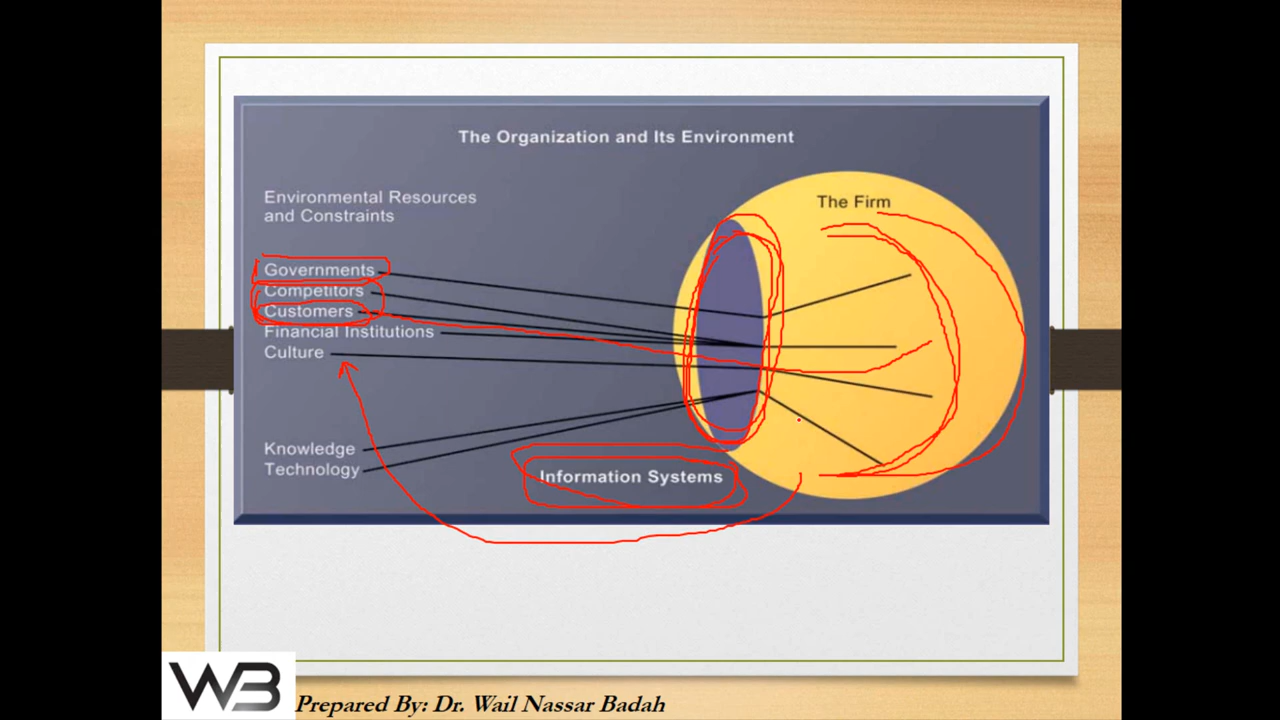 The Organization and Its Environment
Environmental Resources
and Constraints
The Firm
Governments
Competitors
Customers
Financial Institutions
Culture
Knowledge
Technology
Information Systems
WB
Prepared By: Dr. Wail Nassar Badah